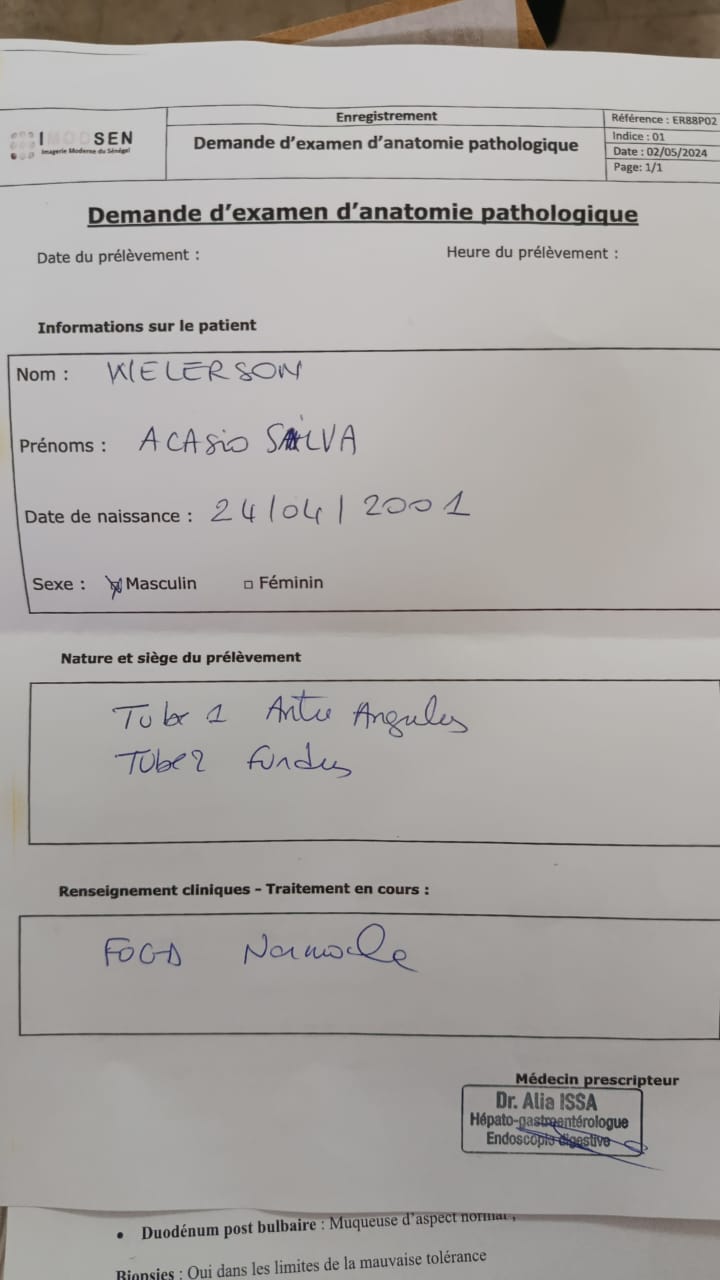 IMODSEN
Imagerie Moderne du Sénégal
Enregistrement
Demande d'examen d'anatomie pathologique
Référence : ER88P02
Indice : 01
Date : 02/05/2024
Page: 1/1
Demande d'examen d'anatomie pathologique
Date du prélèvement :
Heure du prélèvement :
Informations sur le patient
Nom : WIELERSON
Prénoms : ACASIO SILVA
Date de naissance : 24/04/2001
Sexe : Masculin □ Féminin
Nature et siège du prélèvement
Tube 1 Antre Angules
TUbe2 Fundus
Renseignement cliniques - Traitement en cours :
FOGD Normale
Médecin prescripteur
Dr. Alia ISSA
Hépato-gastroentérologue
Endoscopie digestive
• Duodénum post bulbaire : Muqueuse d'aspect normal ;
Biopsies : Oui dans les limites de la mauvaise tolérance